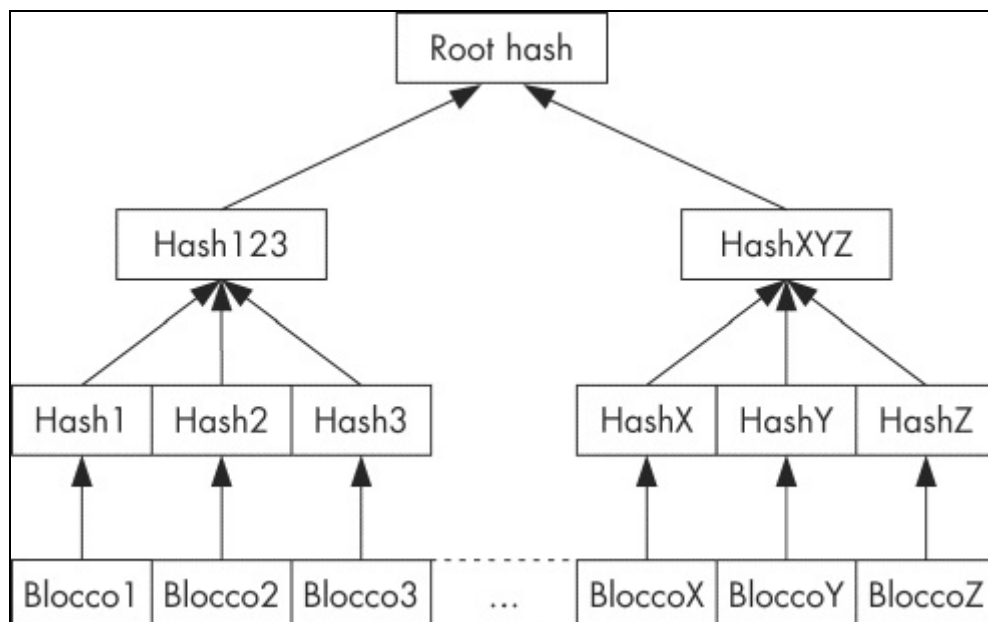 Root hash
Hash123 HashXYZ
Hash1 Hash2 Hash3 HashX HashY HashZ
Blocco1 Blocco2 Blocco3 ... BloccoX BloccoY BloccoZ